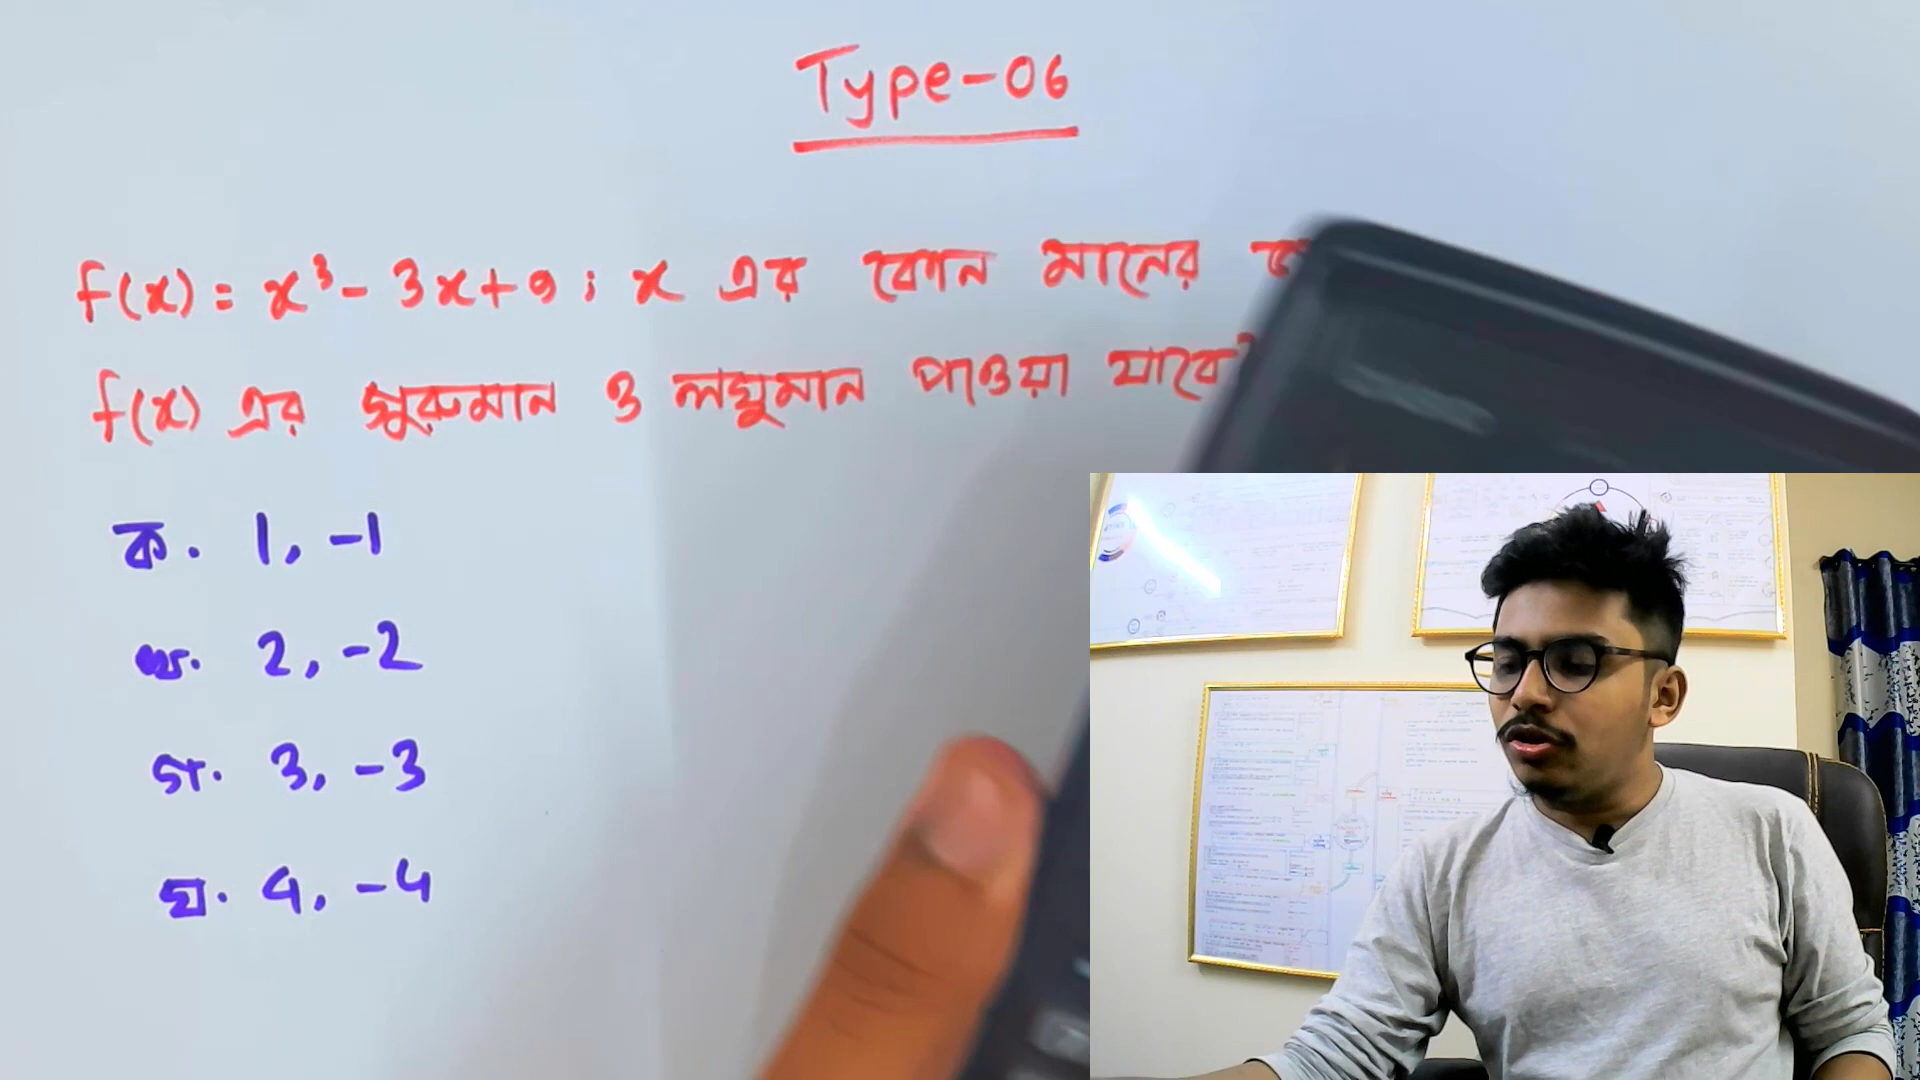 Type-06
f(x) = x³ - 3x + 9 ; x এর কোন মানের
f(x) এর গুরুমান ও লঘুমান পাওয়া যাবে
ক. 1, -1
খ. 2, -2
গ. 3, -3
ঘ. 4, -4